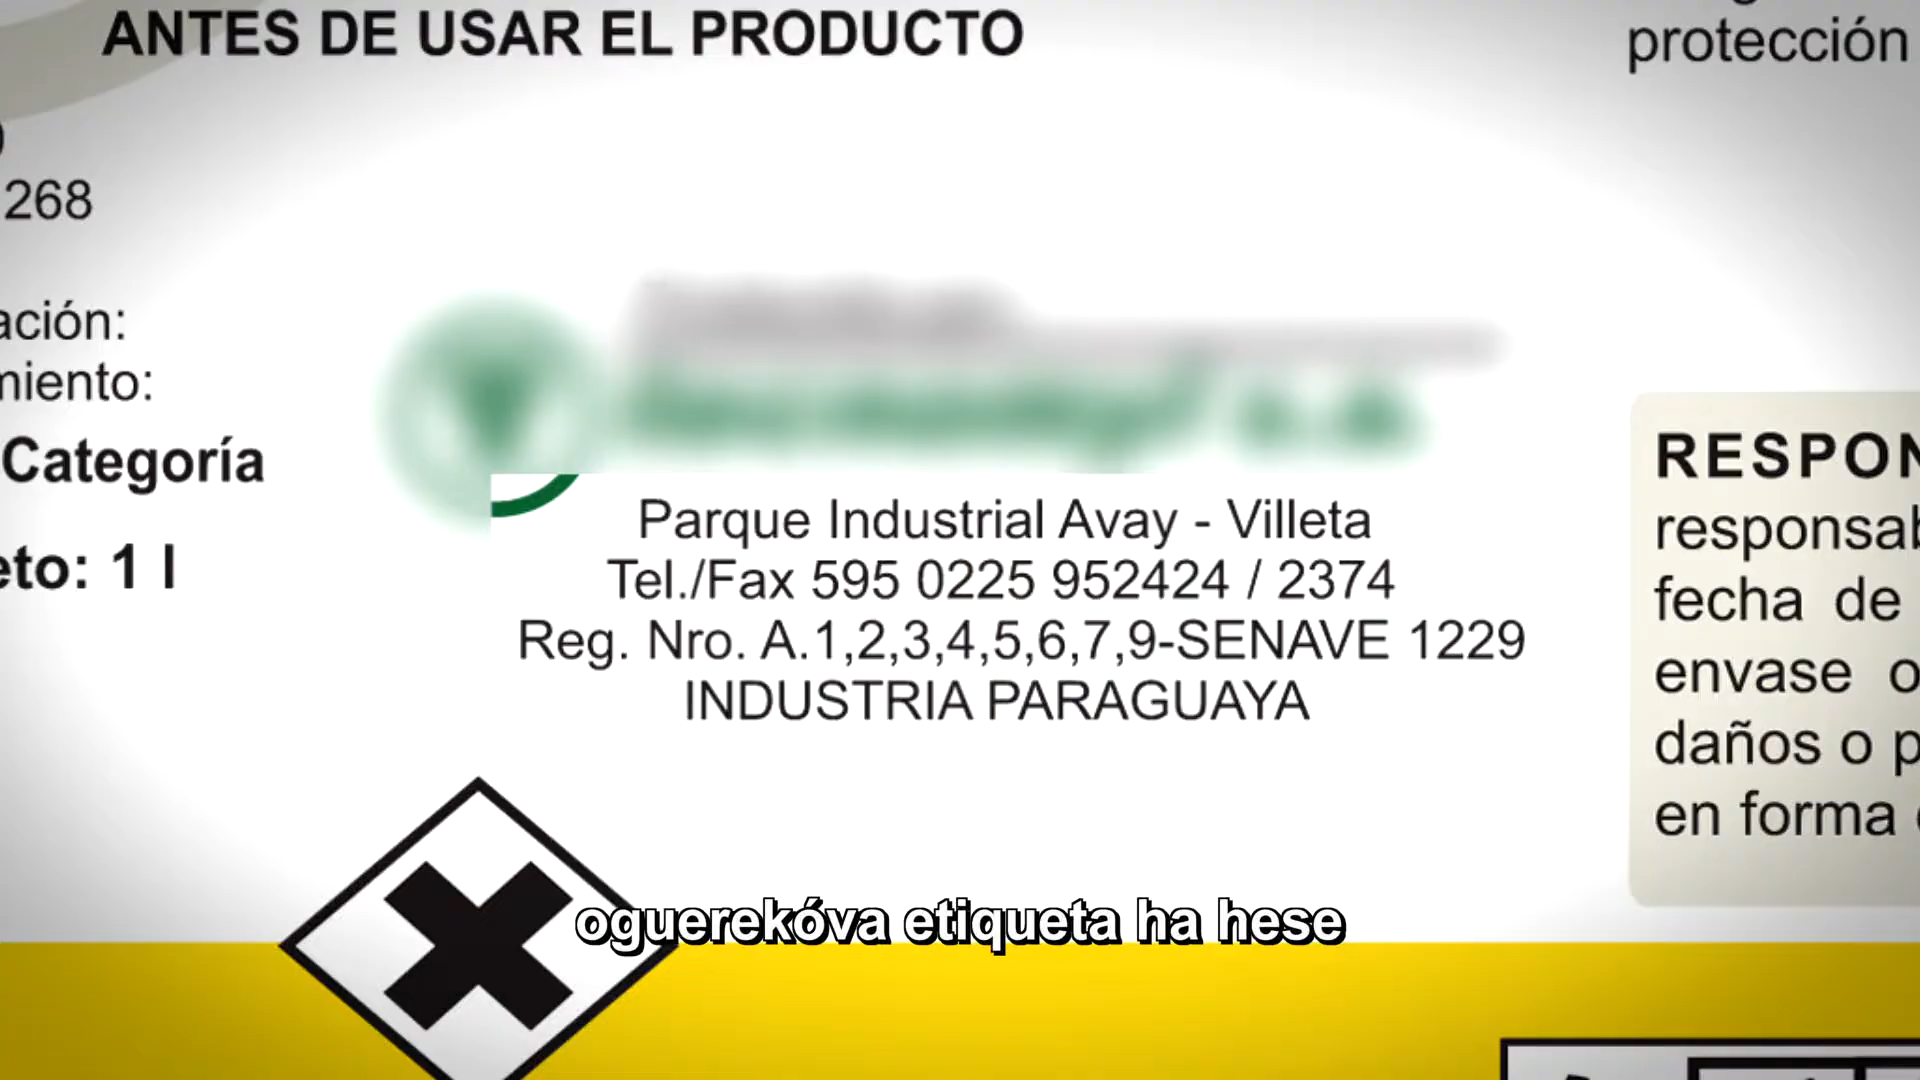 ANTES DE USAR EL PRODUCTO
protección
268
ación:
miento:
Categoría
eto: 1 l
Parque Industrial Avay - Villeta
Tel./Fax 595 0225 952424 / 2374
Reg. Nro. A.1,2,3,4,5,6,7,9-SENAVE 1229
INDUSTRIA PARAGUAYA
RESPON
responsab
fecha de
envase o
daños o p
en forma
oguerekóva etiqueta ha hese